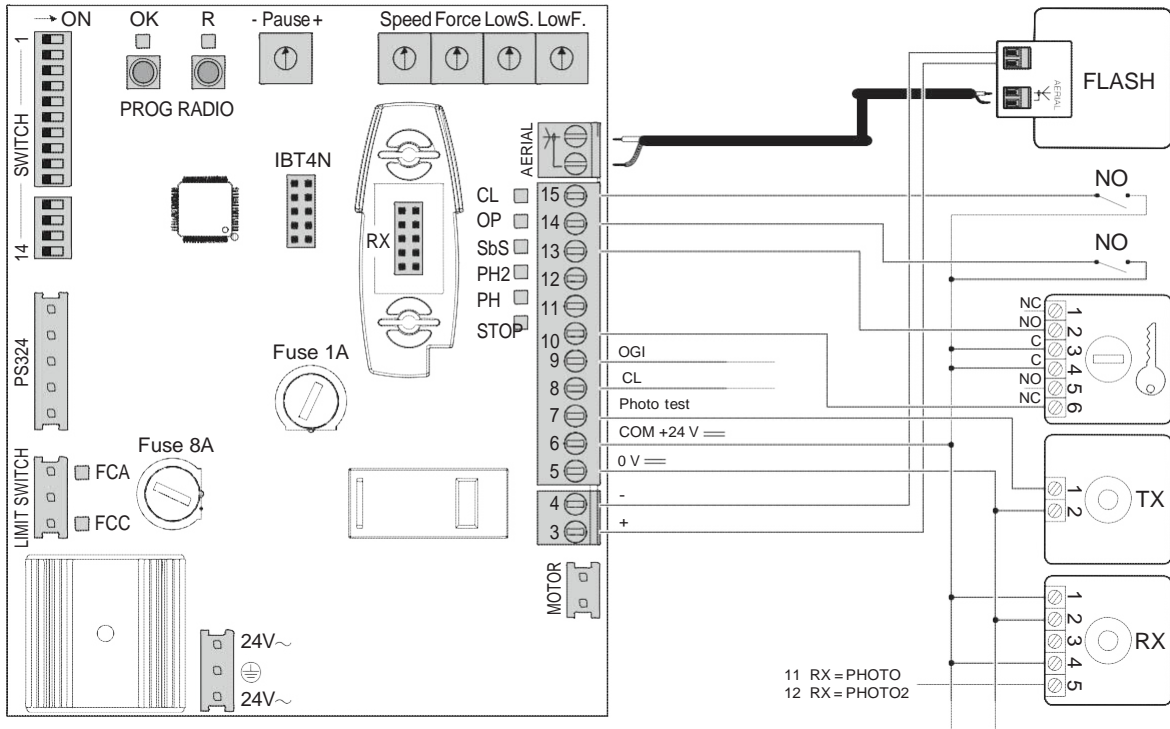 ON
OK
R
- Pause +
Speed Force LowS. LowF.
1
SWITCH
14
PROG RADIO
IBT4N
RX
AERIAL
CL
OP
SbS
PH2
PH
STOP
15
14
13
12
11
10
9
8
7
6
5
4
3
OGI
CL
Photo test
COM +24 V
0 V
-
+
PS324
Fuse 1A
Fuse 8A
LIMIT SWITCH
FCA
FCC
MOTOR
24V~
24V~
FLASH
AERIAL
NO
NO
NC 1
NO 2
C 3
C 4
NO 5
NC 6
1
2
TX
1
2
3
4
5
RX
11 RX = PHOTO
12 RX = PHOTO2